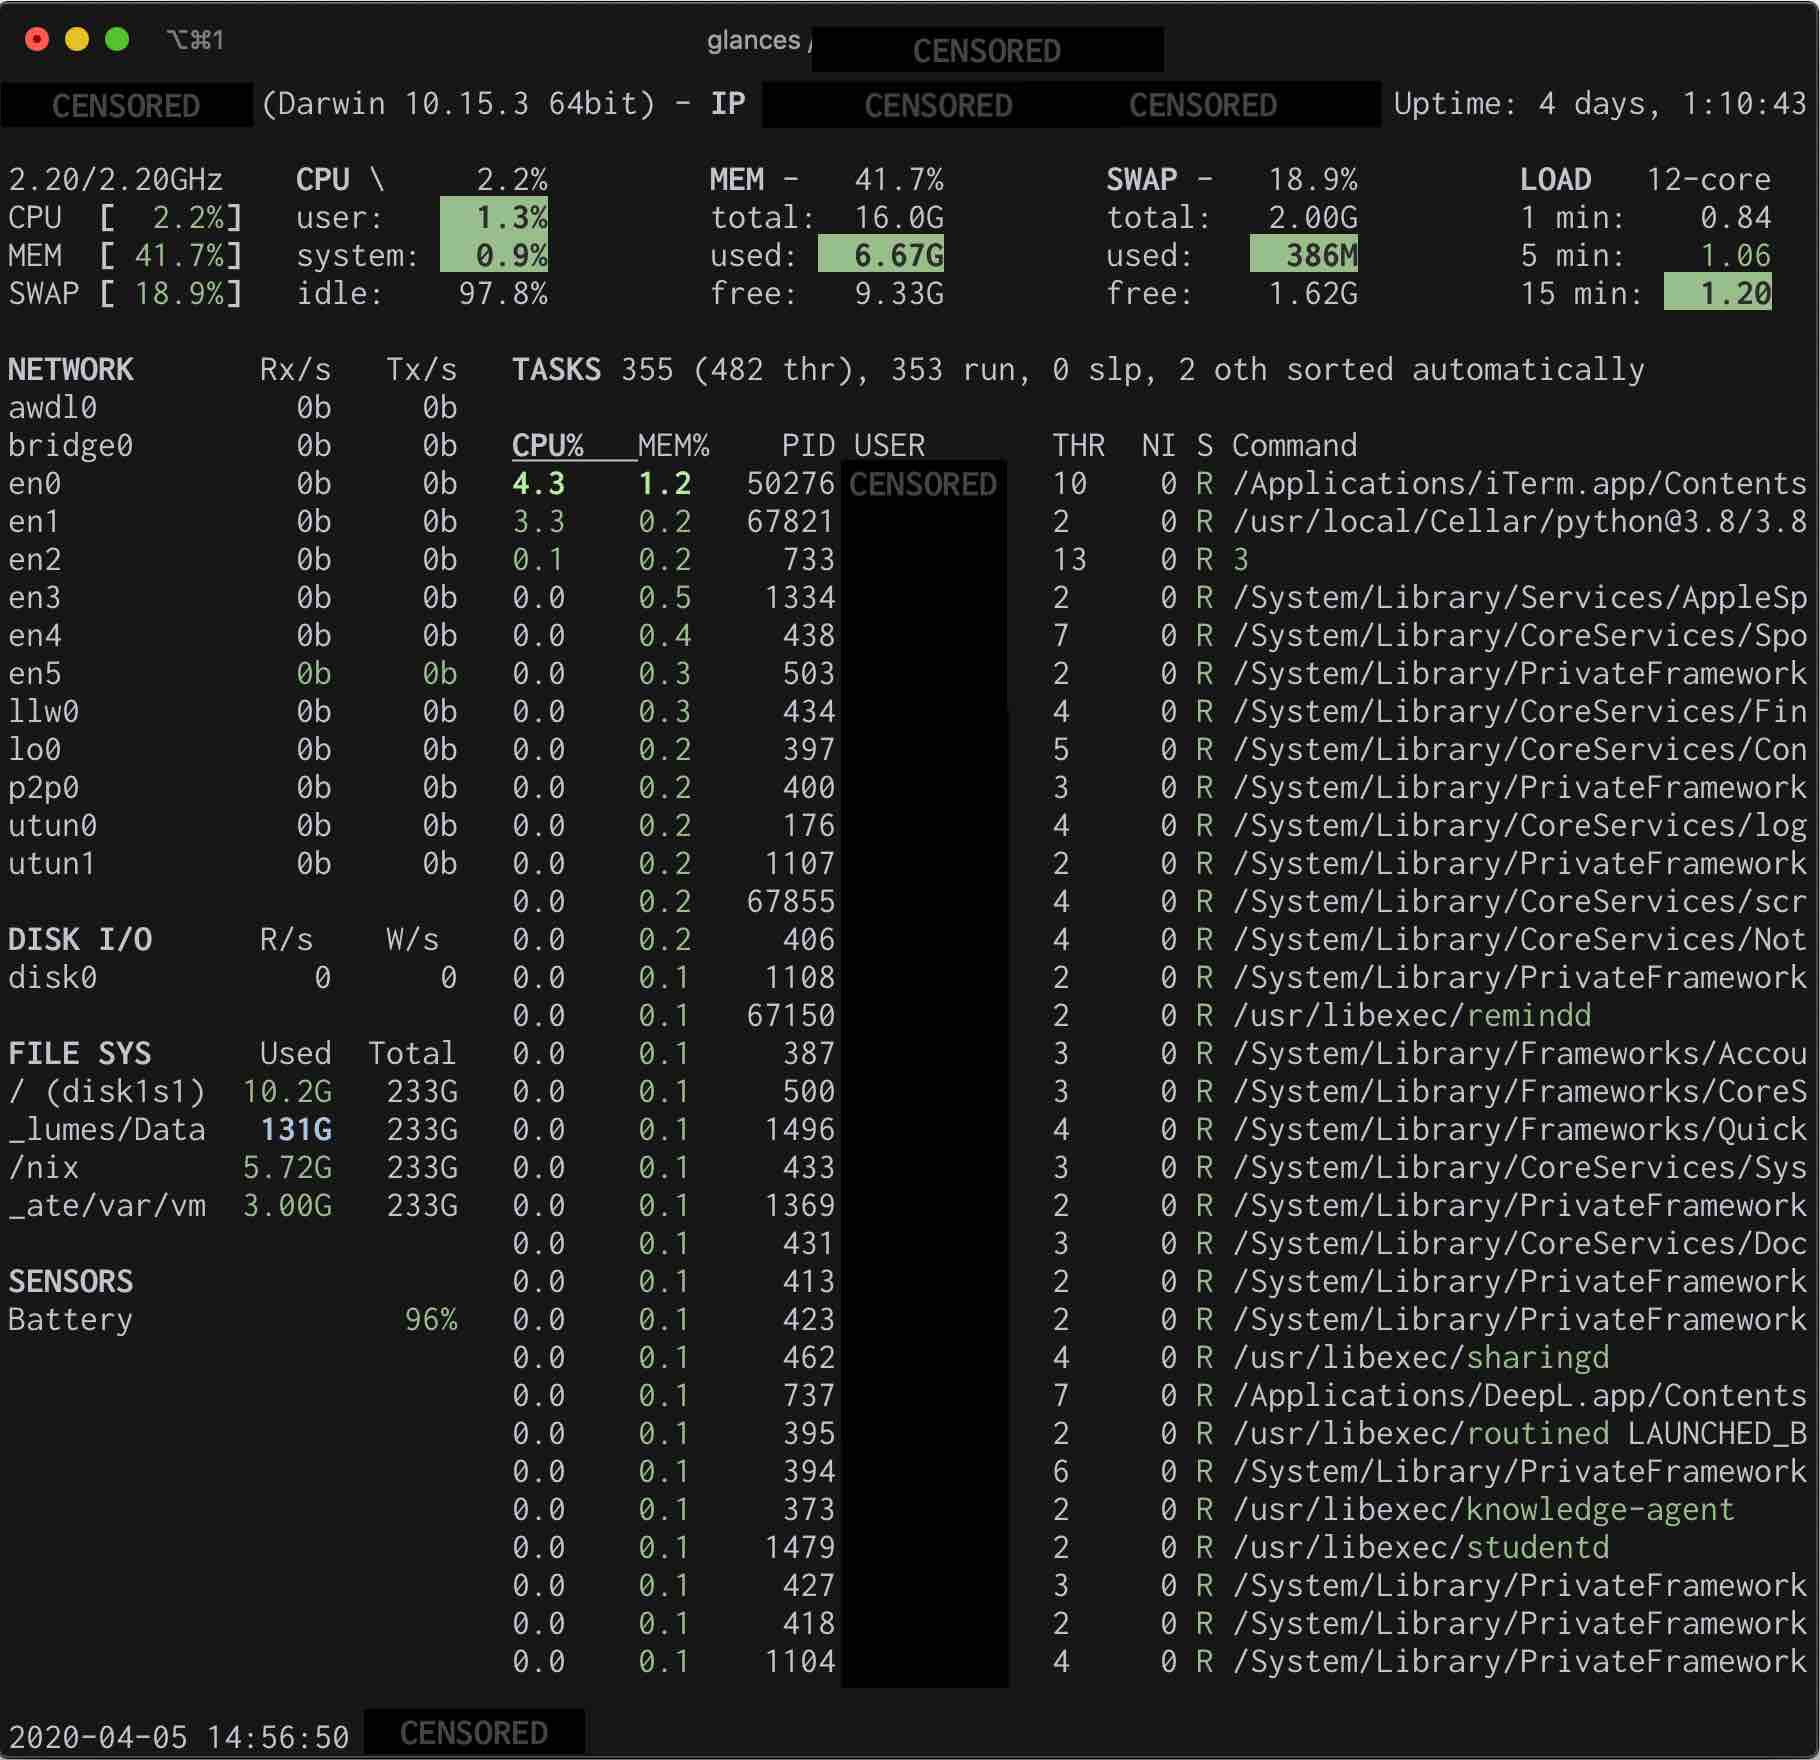 ⌥⌘1 glances / CENSORED
CENSORED (Darwin 10.15.3 64bit) - IP CENSORED CENSORED Uptime: 4 days, 1:10:43
2.20/2.20GHz CPU \ 2.2% MEM - 41.7% SWAP - 18.9% LOAD 12-core
CPU [ 2.2%] user: 1.3% total: 16.0G total: 2.00G 1 min: 0.84
MEM [ 41.7%] system: 0.9% used: 6.67G used: 386M 5 min: 1.06
SWAP [ 18.9%] idle: 97.8% free: 9.33G free: 1.62G 15 min: 1.20
NETWORK Rx/s Tx/s TASKS 355 (482 thr), 353 run, 0 slp, 2 oth sorted automatically
awdl0 0b 0b
bridge0 0b 0b CPU% MEM% PID USER THR NI S Command
en0 0b 0b 4.3 1.2 50276 CENSORED 10 0 R /Applications/iTerm.app/Contents
en1 0b 0b 3.3 0.2 67821 2 0 R /usr/local/Cellar/python@3.8/3.8
en2 0b 0b 0.1 0.2 733 13 0 R 3
en3 0b 0b 0.0 0.5 1334 2 0 R /System/Library/Services/AppleSp
en4 0b 0b 0.0 0.4 438 7 0 R /System/Library/CoreServices/Spo
en5 0b 0b 0.0 0.3 503 2 0 R /System/Library/PrivateFramework
llw0 0b 0b 0.0 0.3 434 4 0 R /System/Library/CoreServices/Fin
lo0 0b 0b 0.0 0.2 397 5 0 R /System/Library/CoreServices/Con
p2p0 0b 0b 0.0 0.2 400 3 0 R /System/Library/PrivateFramework
utun0 0b 0b 0.0 0.2 176 4 0 R /System/Library/CoreServices/log
utun1 0b 0b 0.0 0.2 1107 2 0 R /System/Library/PrivateFramework
0.0 0.2 67855 4 0 R /System/Library/CoreServices/scr
DISK I/O R/s W/s 0.0 0.2 406 4 0 R /System/Library/CoreServices/Not
disk0 0 0 0.0 0.1 1108 2 0 R /System/Library/PrivateFramework
0.0 0.1 67150 2 0 R /usr/libexec/remindd
FILE SYS Used Total 0.0 0.1 387 3 0 R /System/Library/Frameworks/Accou
/ (disk1s1) 10.2G 233G 0.0 0.1 500 3 0 R /System/Library/Frameworks/CoreS
_lumes/Data 131G 233G 0.0 0.1 1496 4 0 R /System/Library/Frameworks/Quick
/nix 5.72G 233G 0.0 0.1 433 3 0 R /System/Library/CoreServices/Sys
_ate/var/vm 3.00G 233G 0.0 0.1 1369 2 0 R /System/Library/PrivateFramework
0.0 0.1 431 3 0 R /System/Library/CoreServices/Doc
SENSORS 0.0 0.1 413 2 0 R /System/Library/PrivateFramework
Battery 96% 0.0 0.1 423 2 0 R /System/Library/PrivateFramework
0.0 0.1 462 4 0 R /usr/libexec/sharingd
0.0 0.1 737 7 0 R /Applications/DeepL.app/Contents
0.0 0.1 395 2 0 R /usr/libexec/routined LAUNCHED_B
0.0 0.1 394 6 0 R /System/Library/PrivateFramework
0.0 0.1 373 2 0 R /usr/libexec/knowledge-agent
0.0 0.1 1479 2 0 R /usr/libexec/studentd
0.0 0.1 427 3 0 R /System/Library/PrivateFramework
0.0 0.1 418 2 0 R /System/Library/PrivateFramework
0.0 0.1 1104 4 0 R /System/Library/PrivateFramework
2020-04-05 14:56:50 CENSORED